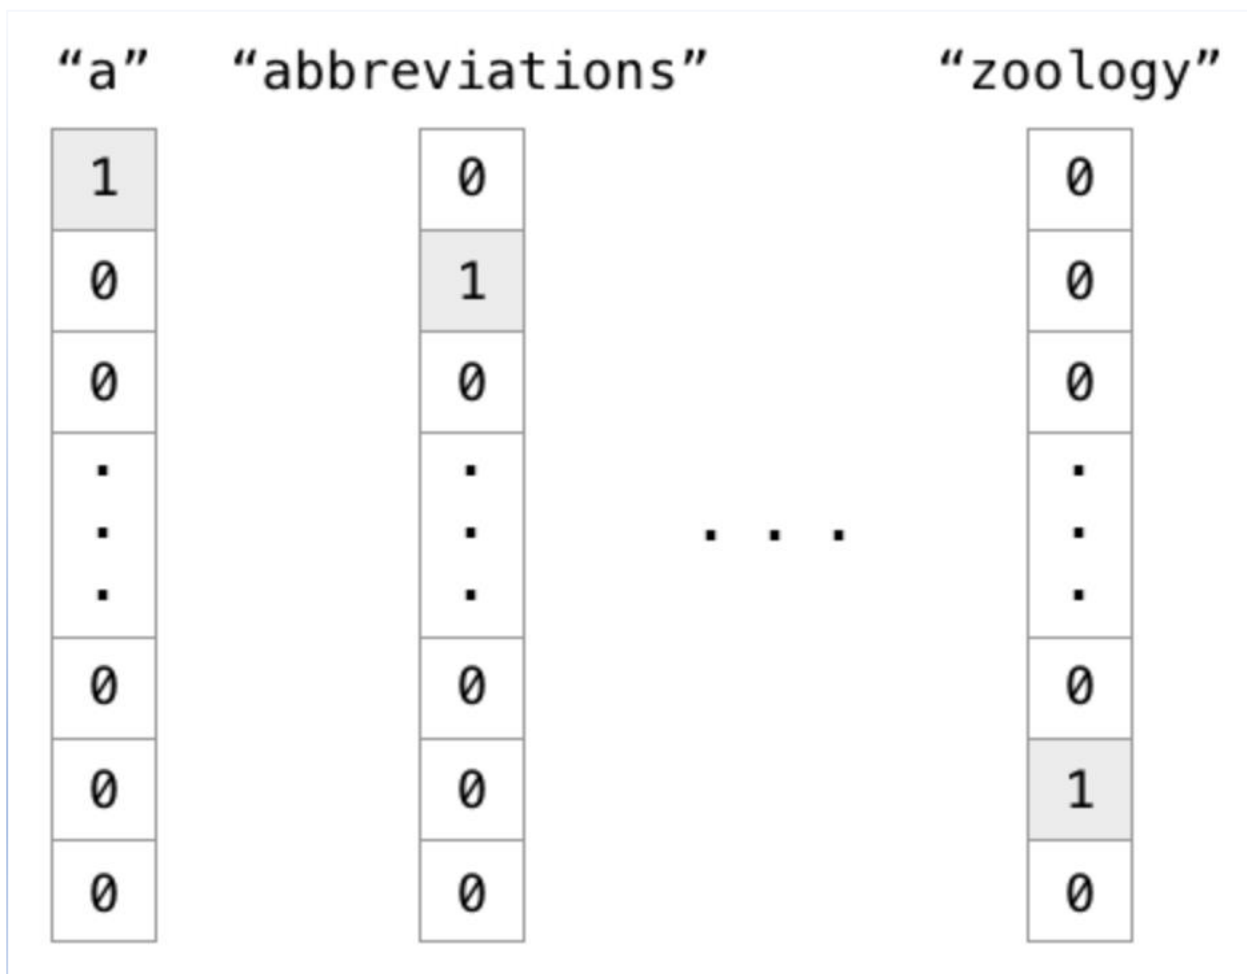 “a” “abbreviations” “zoology”
1 0 0
0 1 0
0 0 0
. . .
. . . . . .
. . .
0 0 0
0 0 1
0 0 0